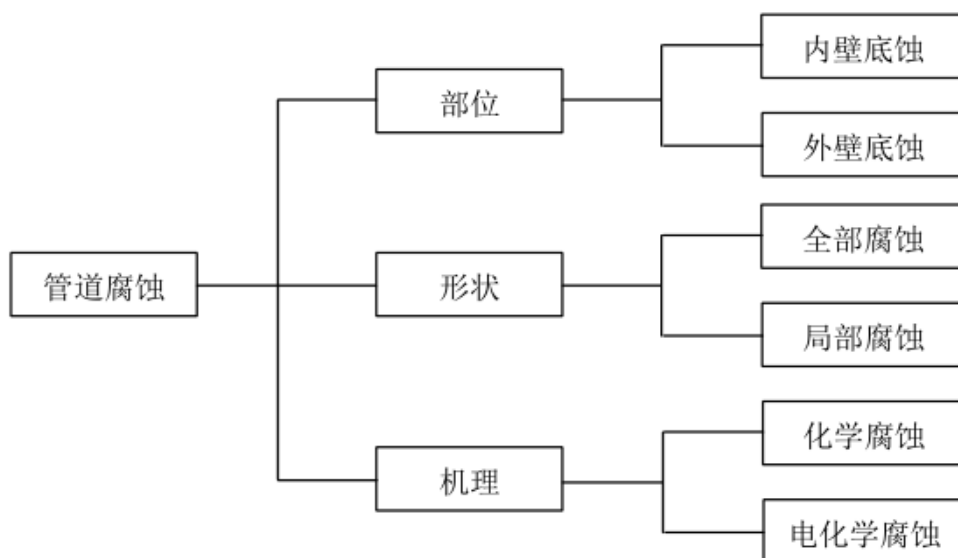 内壁底蚀
部位
外壁底蚀
全部腐蚀
管道腐蚀
形状
局部腐蚀
化学腐蚀
机理
电化学腐蚀